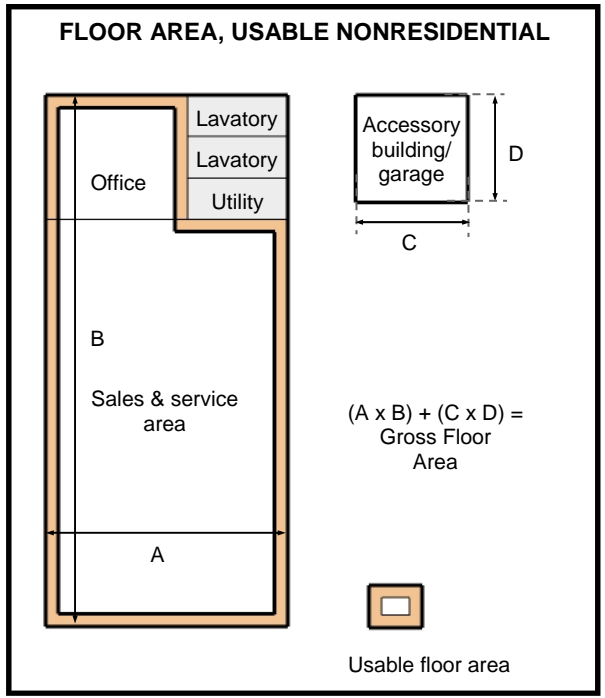 FLOOR AREA, USABLE NONRESIDENTIAL
Lavatory
Lavatory
Office
Utility
Accessory
building/
garage
D
C
B
Sales & service
area
A
(A x B) + (C x D) =
Gross Floor
Area
Usable floor area